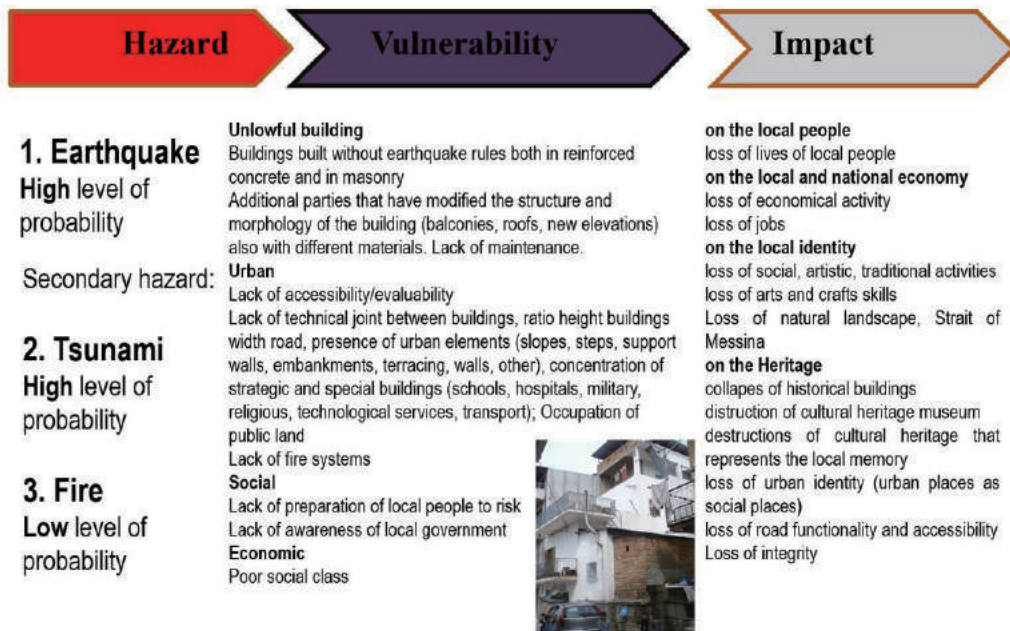 Hazard
Vulnerability
Impact
1. Earthquake
High level of
probability
Secondary hazard:
2. Tsunami
High level of
probability
3. Fire
Low level of
probability
Unlowful building
Buildings built without earthquake rules both in reinforced
concrete and in masonry
Additional parties that have modified the structure and
morphology of the building (balconies, roofs, new elevations)
also with different materials. Lack of maintenance.
Urban
Lack of accessibility/evaluability
Lack of technical joint between buildings, ratio height buildings
width road, presence of urban elements (slopes, steps, support
walls, embankments, terracing, walls, other), concentration of
strategic and special buildings (schools, hospitals, military,
religious, technological services, transport); Occupation of
public land
Lack of fire systems
Social
Lack of preparation of local people to risk
Lack of awareness of local government
Economic
Poor social class
on the local people
loss of lives of local people
on the local and national economy
loss of economical activity
loss of jobs
on the local identity
loss of social, artistic, traditional activities
loss of arts and crafts skills
Loss of natural landscape, Strait of
Messina
on the Heritage
collapes of historical buildings
distruction of cultural heritage museum
destructions of cultural heritage that
represents the local memory
loss of urban identity (urban places as
social places)
loss of road functionality and accessibility
Loss of integrity